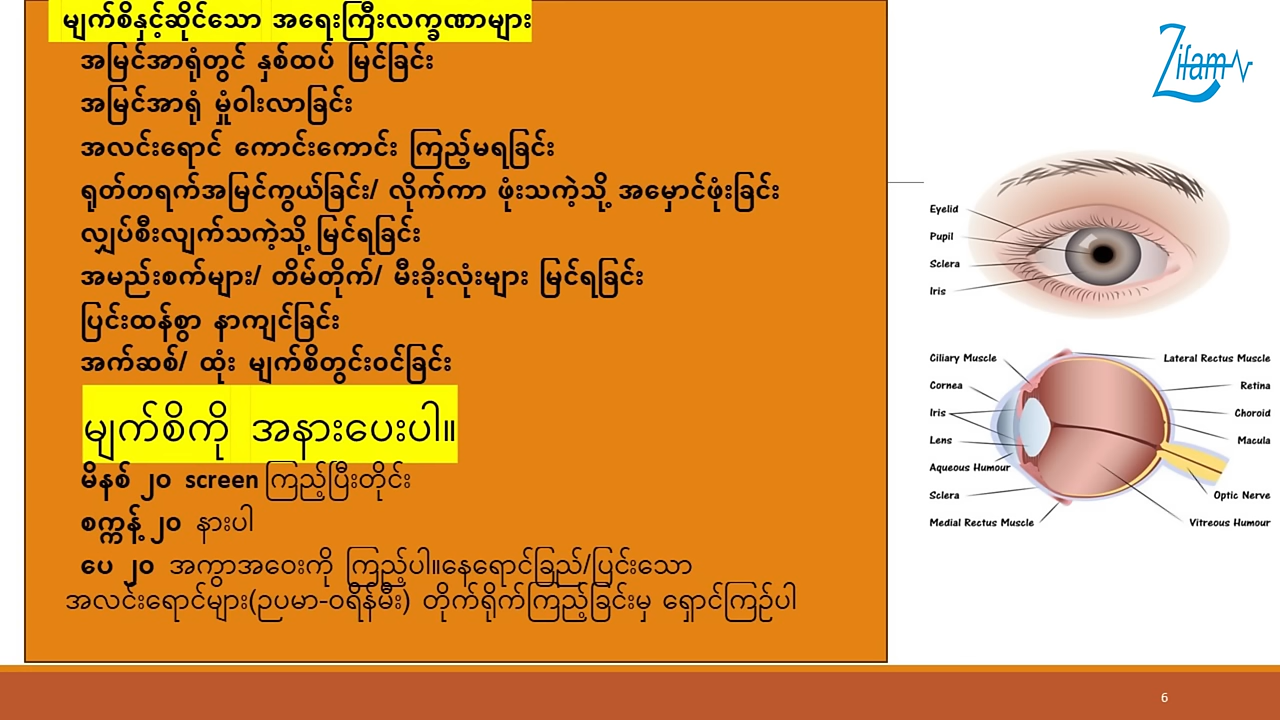 မျက်စိနှင့်ဆိုင်သော အရေးကြီးလက္ခဏာများ
အမြင်အာရုံတွင် နှစ်ထပ် မြင်ခြင်း
အမြင်အာရုံ မှုံဝါးလာခြင်း
အလင်းရောင် ကောင်းကောင်း ကြည့်မရခြင်း
ရုတ်တရက်အမြင်ကွယ်ခြင်း/ လိုက်ကာ ဖုံးသကဲ့သို့ အမှောင်ဖုံးခြင်း
လျှပ်စီးလျက်သကဲ့သို့ မြင်ရခြင်း
အမည်းစက်များ/ တိမ်တိုက်/ မီးခိုးလုံးများ မြင်ရခြင်း
ပြင်းထန်စွာ နာကျင်ခြင်း
အက်ဆစ်/ ထုံး မျက်စိတွင်းဝင်ခြင်း
မျက်စိကို အနားပေးပါ။
မိနစ် ၂၀ screen ကြည့်ပြီးတိုင်း
စက္ကန့် ၂၀ နားပါ
ပေ ၂၀ အကွာအဝေးကို ကြည့်ပါ။နေရောင်ခြည်/ပြင်းသော
အလင်းရောင်များ(ဥပမာ-ဝရိန်မီး) တိုက်ရိုက်ကြည့်ခြင်းမှ ရှောင်ကြဉ်ပါ
Zifam
Eyelid
Pupil
Sclera
Iris
Ciliary Muscle
Cornea
Iris
Lens
Aqueous Humour
Sclera
Medial Rectus Muscle
Lateral Rectus Muscle
Retina
Choroid
Macula
Optic Nerve
Vitreous Humour
6